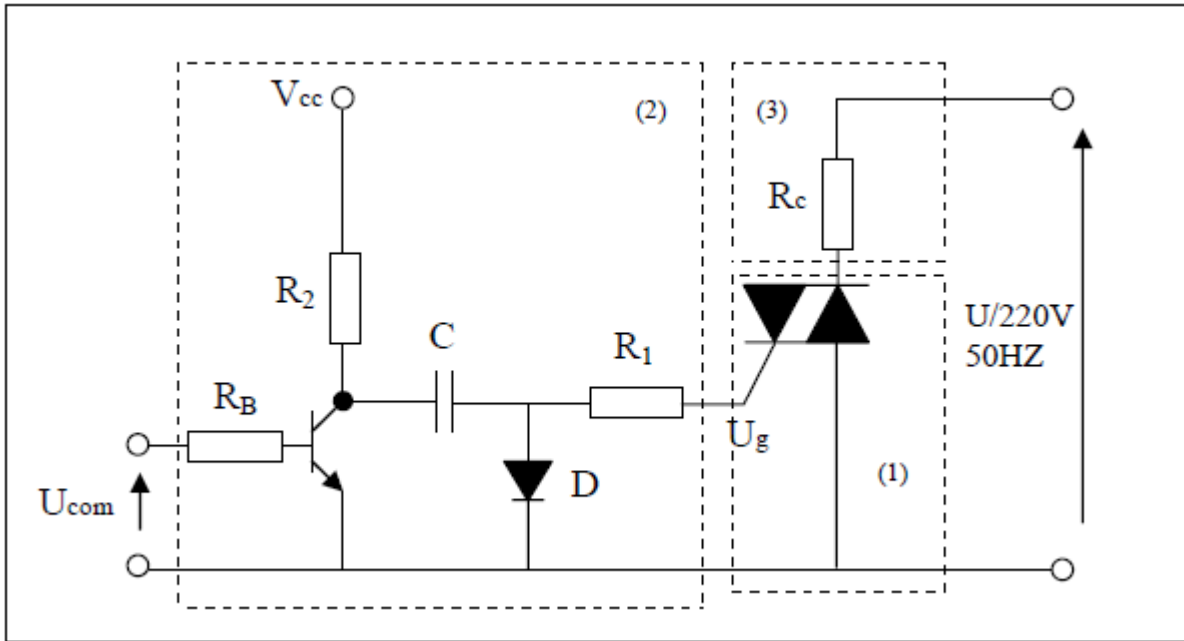 Vcc
(2)
(3)
Rc
R2
C
R1
RB
U/220V
50HZ
Ug
D
(1)
Ucom